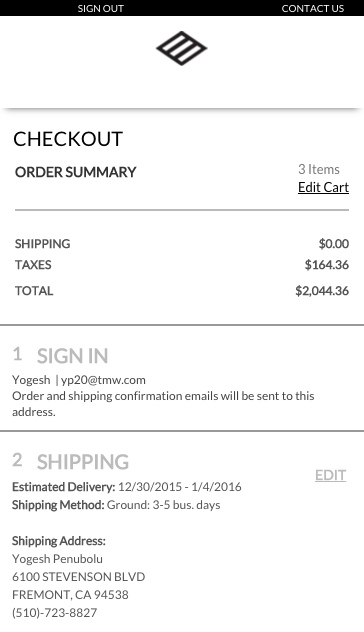 SIGN OUT
CONTACT US
CHECKOUT
ORDER SUMMARY
3 Items
Edit Cart
SHIPPING $0.00
TAXES $164.36
TOTAL $2,044.36
1 SIGN IN
Yogesh | yp20@tmw.com
Order and shipping confirmation emails will be sent to this
address.
2 SHIPPING
EDIT
Estimated Delivery: 12/30/2015 - 1/4/2016
Shipping Method: Ground: 3-5 bus. days
Shipping Address:
Yogesh Penubolu
6100 STEVENSON BLVD
FREMONT, CA 94538
(510)-723-8827